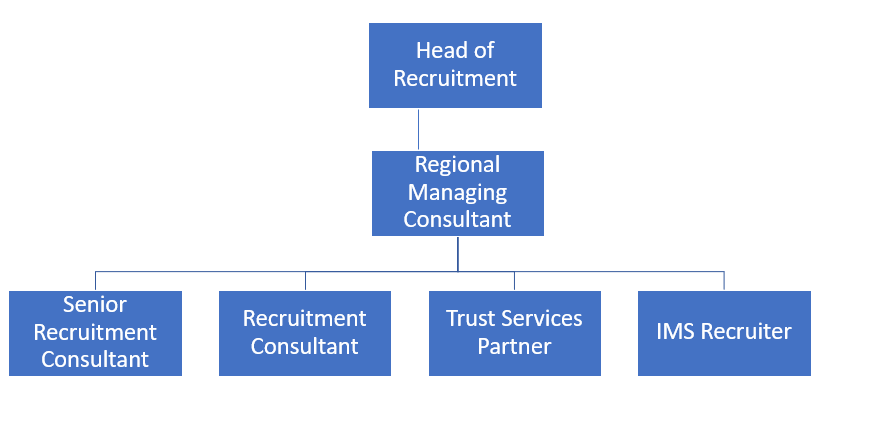 Head of
Recruitment
Regional
Managing
Consultant
Senior
Recruitment
Consultant
Recruitment
Consultant
Trust Services
Partner
IMS Recruiter